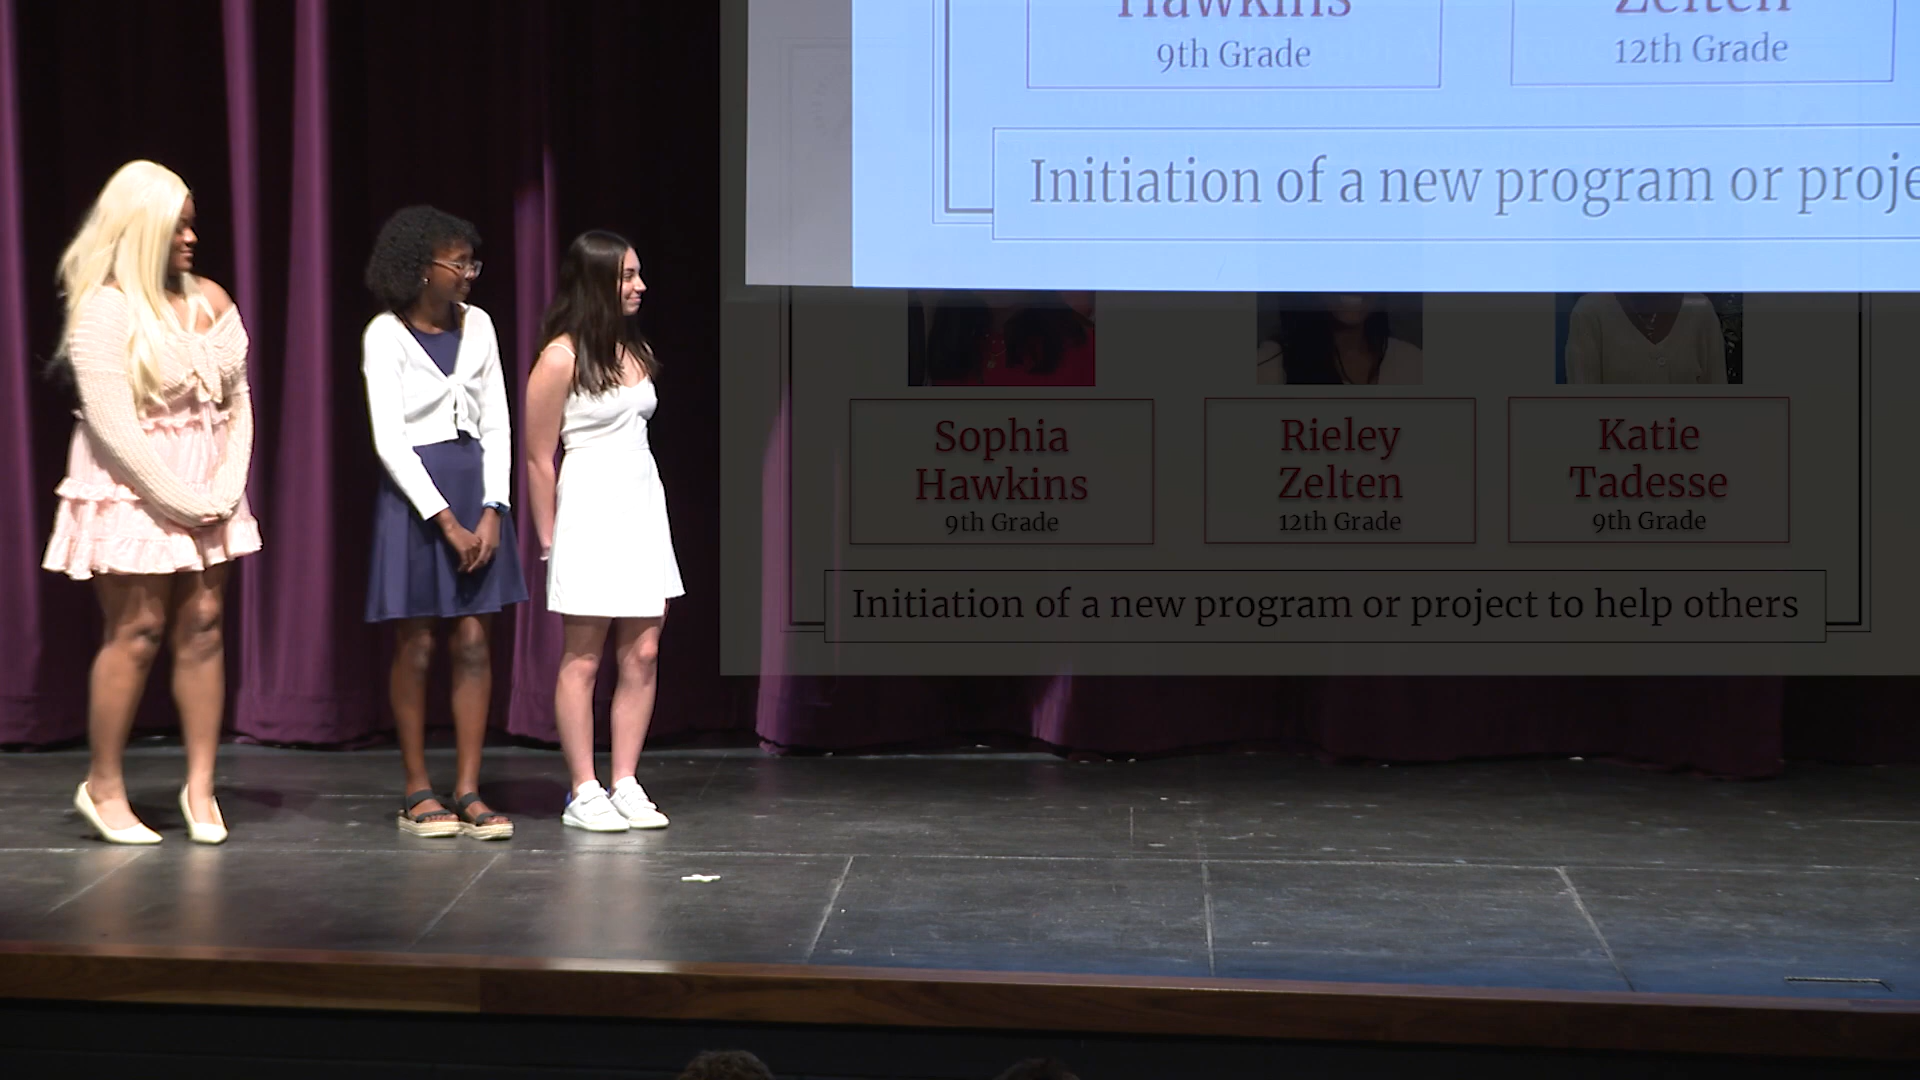 Hawkins
9th Grade
Zelten
12th Grade
Initiation of a new program or proje
Sophia
Hawkins
9th Grade
Rieley
Zelten
12th Grade
Katie
Tadesse
9th Grade
Initiation of a new program or project to help others